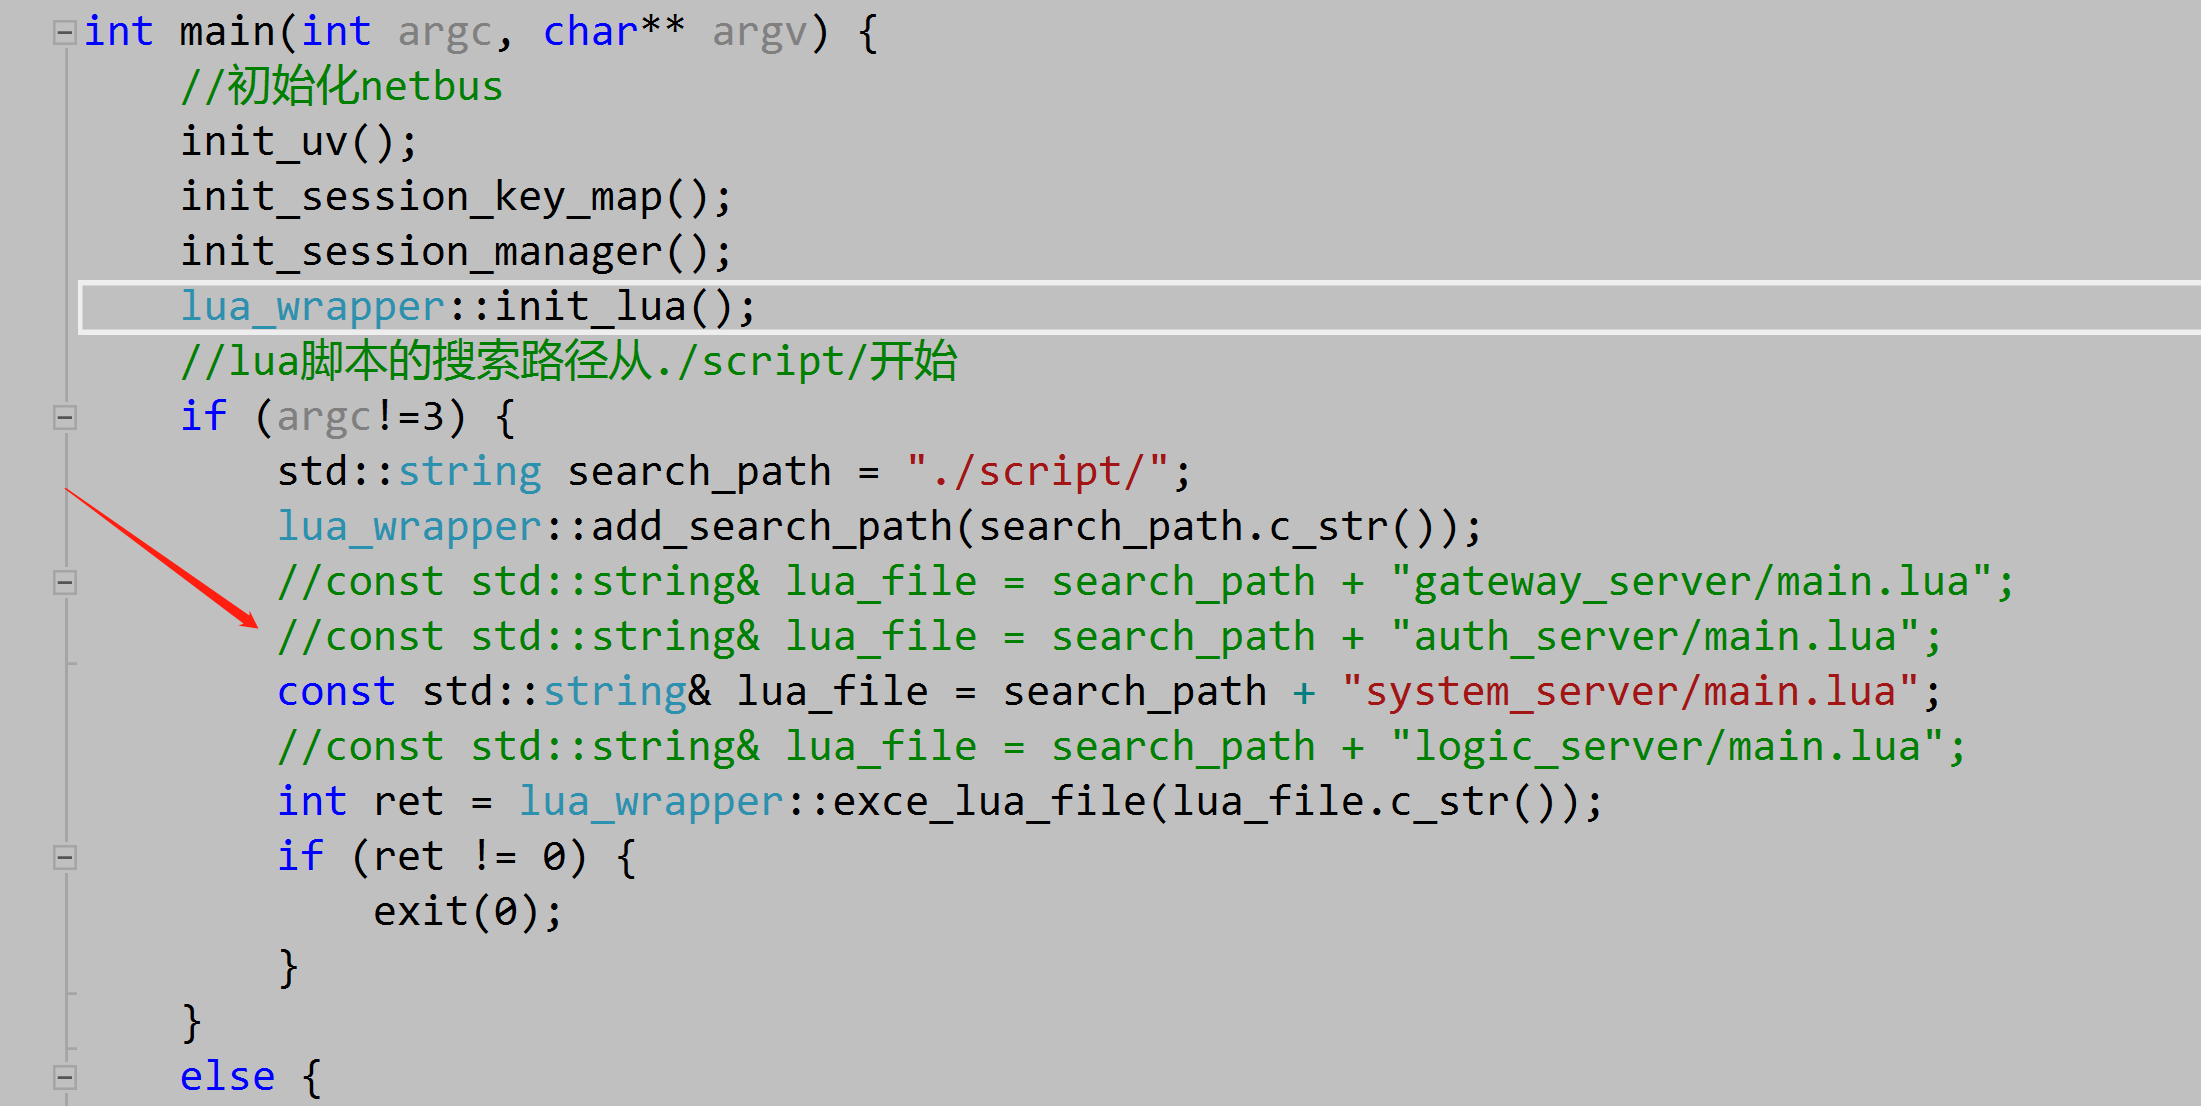 int main(int argc, char** argv) {
    //初始化netbus
    init_uv();
    init_session_key_map();
    init_session_manager();
    lua_wrapper::init_lua();
    //lua脚本的搜索路径从./script/开始
    if (argc!=3) {
        std::string search_path = "./script/";
        lua_wrapper::add_search_path(search_path.c_str());
        //const std::string& lua_file = search_path + "gateway_server/main.lua";
        //const std::string& lua_file = search_path + "auth_server/main.lua";
        const std::string& lua_file = search_path + "system_server/main.lua";
        //const std::string& lua_file = search_path + "logic_server/main.lua";
        int ret = lua_wrapper::exce_lua_file(lua_file.c_str());
        if (ret != 0) {
            exit(0);
        }
    }
    else {